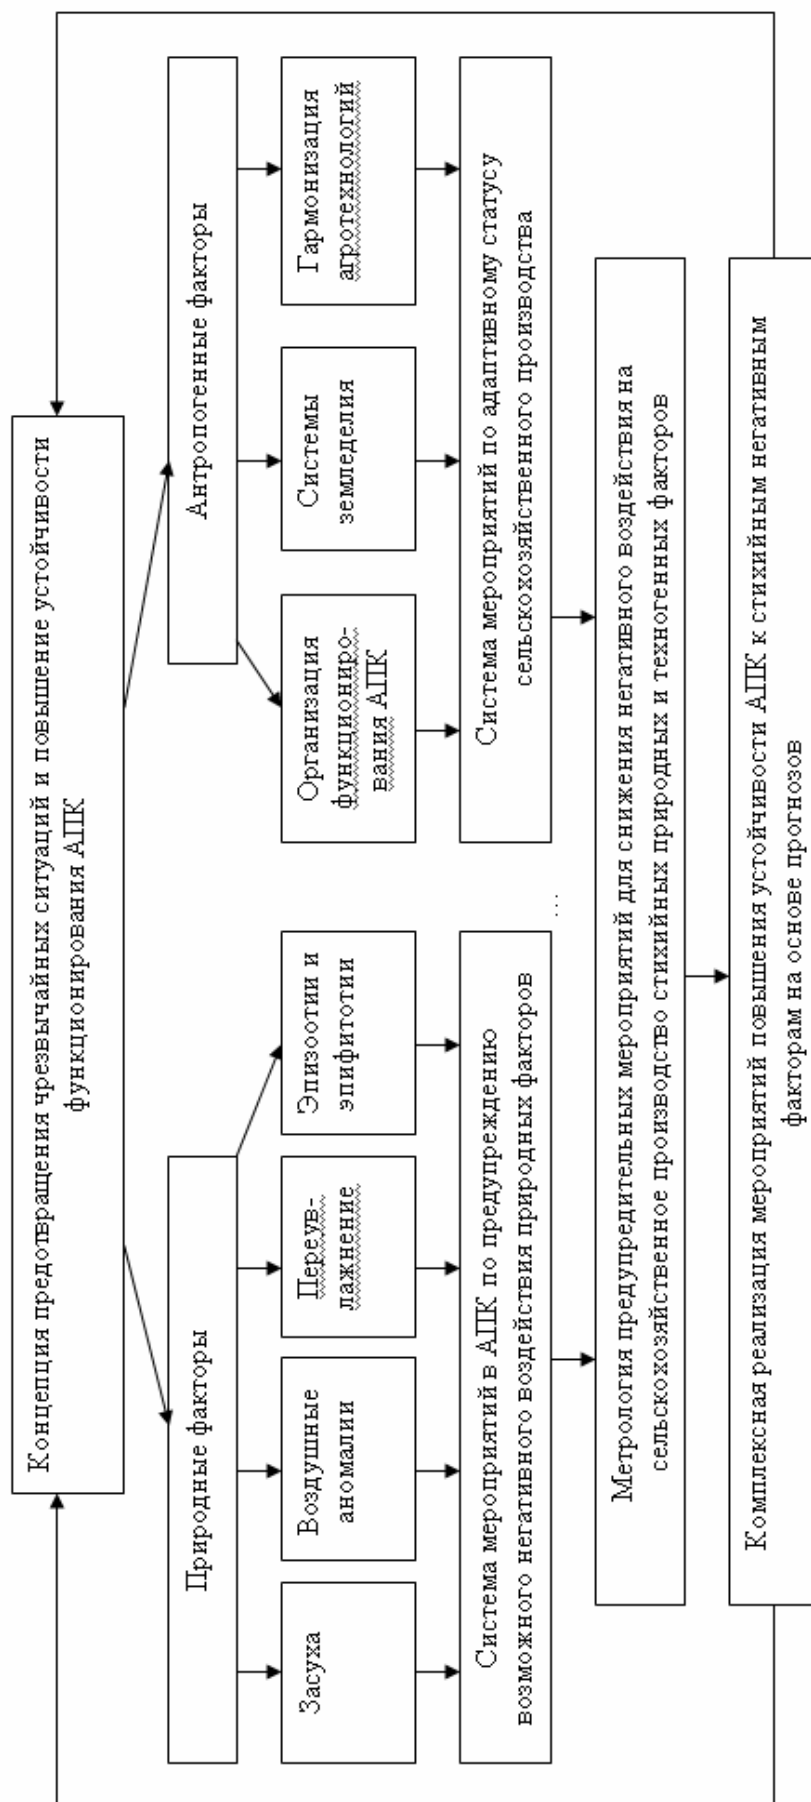 Концепция предотвращения чрезвычайных ситуаций и повышение устойчивости
функционирования АПК
Природные факторы
Антропогенные факторы
Засуха
Воздушные
аномалии
Переув-
лажнение
Эпизоотии и
эпифитотии
Организация
функциониро-
вания АПК
Системы
земледелия
Гармонизация
агротехнологий
Система мероприятий в АПК по предупреждению
возможного негативного воздействия природных факторов
...
Система мероприятий по адаптивному статусу
сельскохозяйственного производства
Метрология предупредительных мероприятий для снижения негативного воздействия на
сельскохозяйственное производство стихийных природных и техногенных факторов
Комплексная реализация мероприятий повышения устойчивости АПК к стихийным негативным
факторам на основе прогнозов